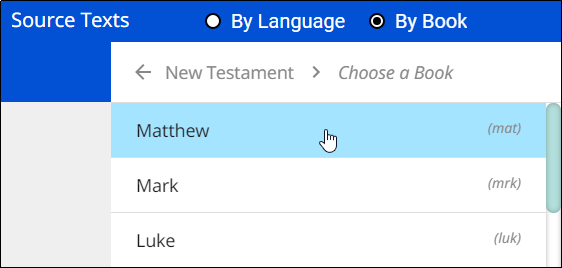 Source Texts By Language By Book
New Testament Choose a Book
Matthew (mat)
Mark (mrk)
Luke (luk)